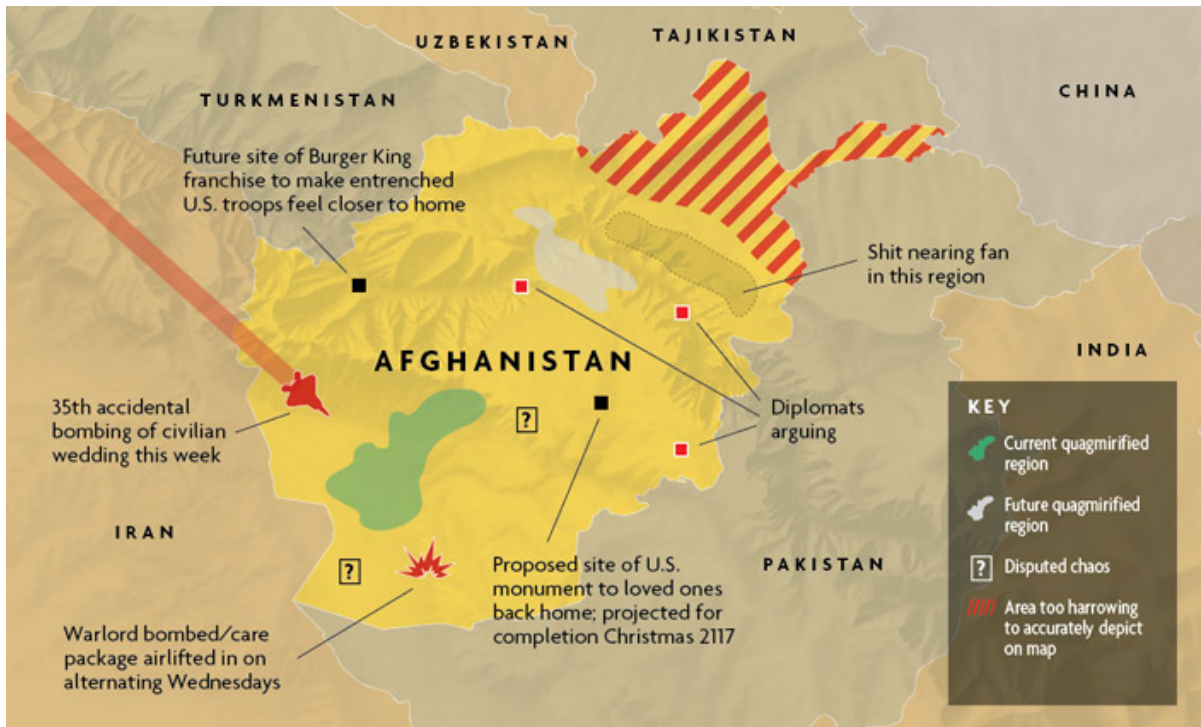 UZBEKISTAN
TAJIKISTAN
CHINA
TURKMENISTAN
Future site of Burger King
franchise to make entrenched
U.S. troops feel closer to home
Shit nearing fan
in this region
AFGHANISTAN
INDIA
35th accidental
bombing of civilian
wedding this week
?
Diplomats
arguing
IRAN
?
Proposed site of U.S.
monument to loved ones
back home; projected for
completion Christmas 2117
PAKISTAN
Warlord bombed/care
package airlifted in on
alternating Wednesdays
KEY
Current quagmirified
region
Future quagmirified
region
? Disputed chaos
Area too harrowing
to accurately depict
on map